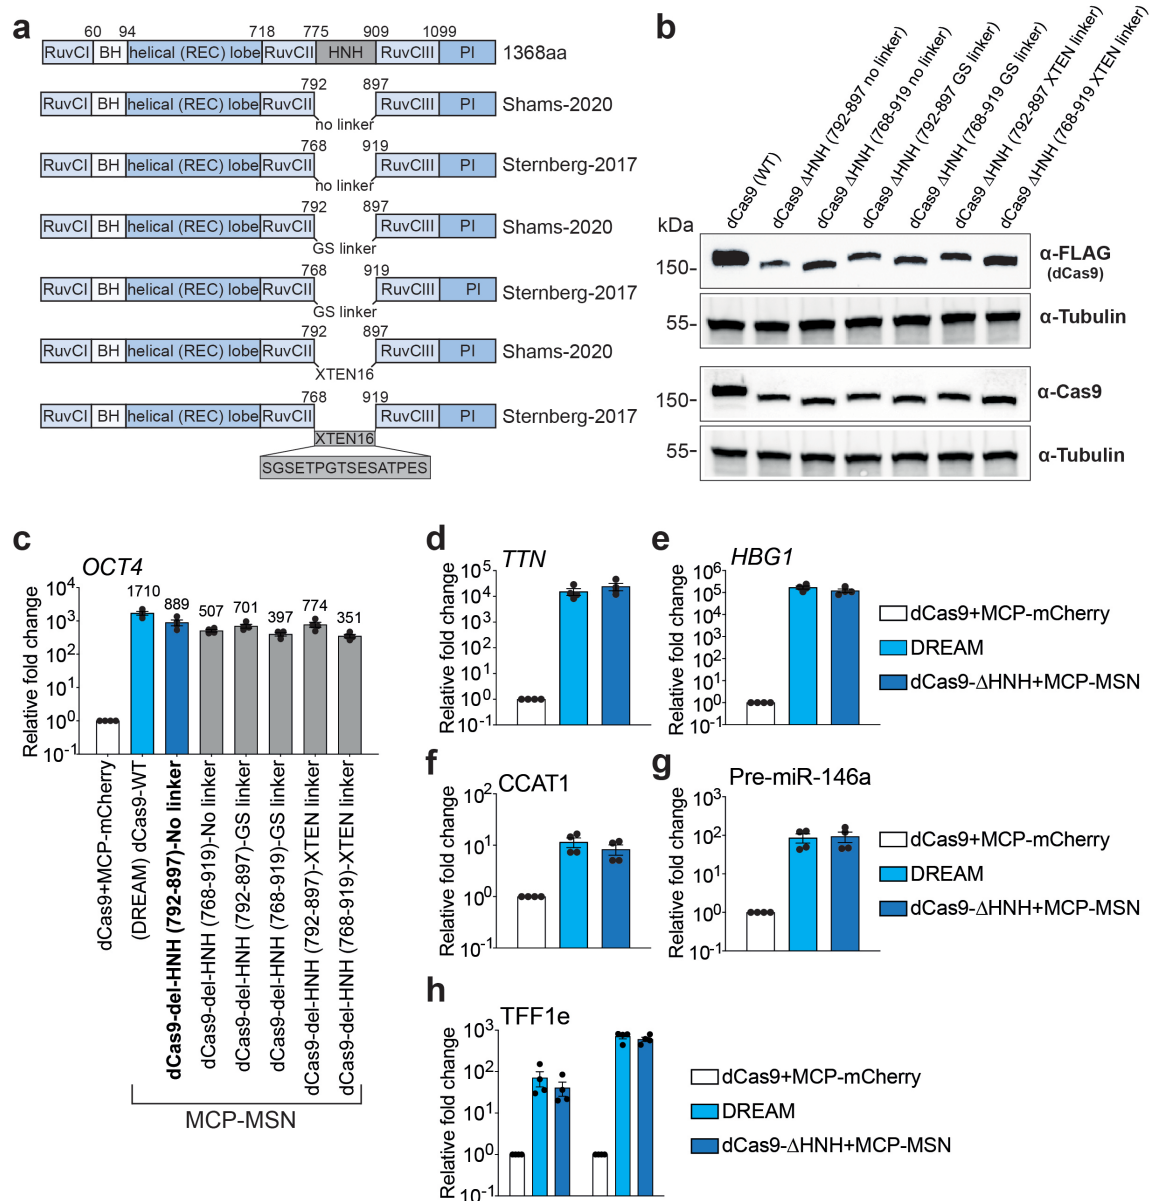 a
60 94 718 775 909 1099
RuvCI BH helical (REC) lobe RuvCII HNH RuvCIII PI 1368aa
792 897
RuvCI BH helical (REC) lobe RuvCII RuvCIII PI Shams-2020
no linker
768 919
RuvCI BH helical (REC) lobe RuvCII RuvCIII PI Sternberg-2017
no linker
792 897
RuvCI BH helical (REC) lobe RuvCII RuvCIII PI Shams-2020
GS linker
768 919
RuvCI BH helical (REC) lobe RuvCII RuvCIII PI Sternberg-2017
GS linker
792 897
RuvCI BH helical (REC) lobe RuvCII RuvCIII PI Shams-2020
XTEN16
768 919
RuvCI BH helical (REC) lobe RuvCII RuvCIII PI Sternberg-2017
XTEN16
SGSETPGTSESATPES
b
dCas9 (WT)
dCas9 ΔHNH (792-897 no linker)
dCas9 ΔHNH (768-919 no linker)
dCas9 ΔHNH (792-897 GS linker)
dCas9 ΔHNH (768-919 GS linker)
dCas9 ΔHNH (792-897 XTEN linker)
dCas9 ΔHNH (768-919 XTEN linker)
kDa
150- α-FLAG
(dCas9)
55- α-Tubulin
150- α-Cas9
55- α-Tubulin
c
OCT4
Relative fold change
10⁴
10³
10²
10¹
10⁰
10⁻¹
1710 889 507 701 397 774 351
dCas9+MCP-mCherry
(DREAM) dCas9-WT
dCas9-del-HNH (792-897)-No linker
dCas9-del-HNH (768-919)-No linker
dCas9-del-HNH (792-897)-GS linker
dCas9-del-HNH (768-919)-GS linker
dCas9-del-HNH (792-897)-XTEN linker
dCas9-del-HNH (768-919)-XTEN linker
MCP-MSN
d
TTN
Relative fold change
10⁵
10⁴
10³
10²
10¹
10⁰
10⁻¹
e
HBG1
Relative fold change
10⁶
10⁵
10⁴
10³
10²
10¹
10⁰
10⁻¹
dCas9+MCP-mCherry
DREAM
dCas9-ΔHNH+MCP-MSN
f
CCAT1
Relative fold change
10²
10¹
10⁰
10⁻¹
g
Pre-miR-146a
Relative fold change
10³
10²
10¹
10⁰
10⁻¹
dCas9+MCP-mCherry
DREAM
dCas9-ΔHNH+MCP-MSN
h
TFF1e
Relative fold change
10³
10²
10¹
10⁰
10⁻¹
dCas9+MCP-mCherry
DREAM
dCas9-ΔHNH+MCP-MSN